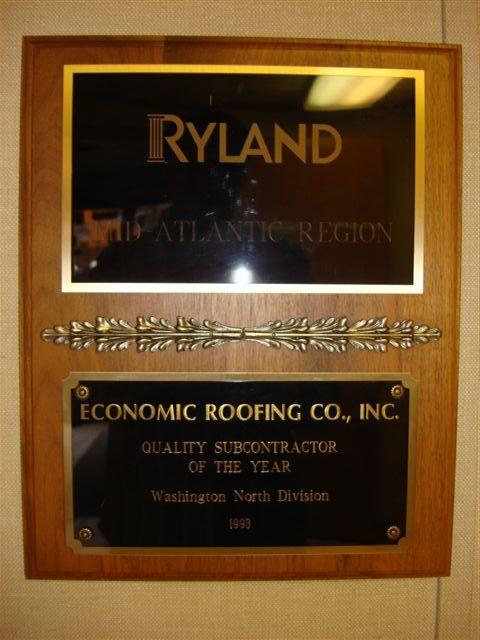 RYLAND
MID-ATLANTIC REGION
ECONOMIC ROOFING CO., INC.
QUALITY SUBCONTRACTOR
OF THE YEAR
Washington North Division
1993